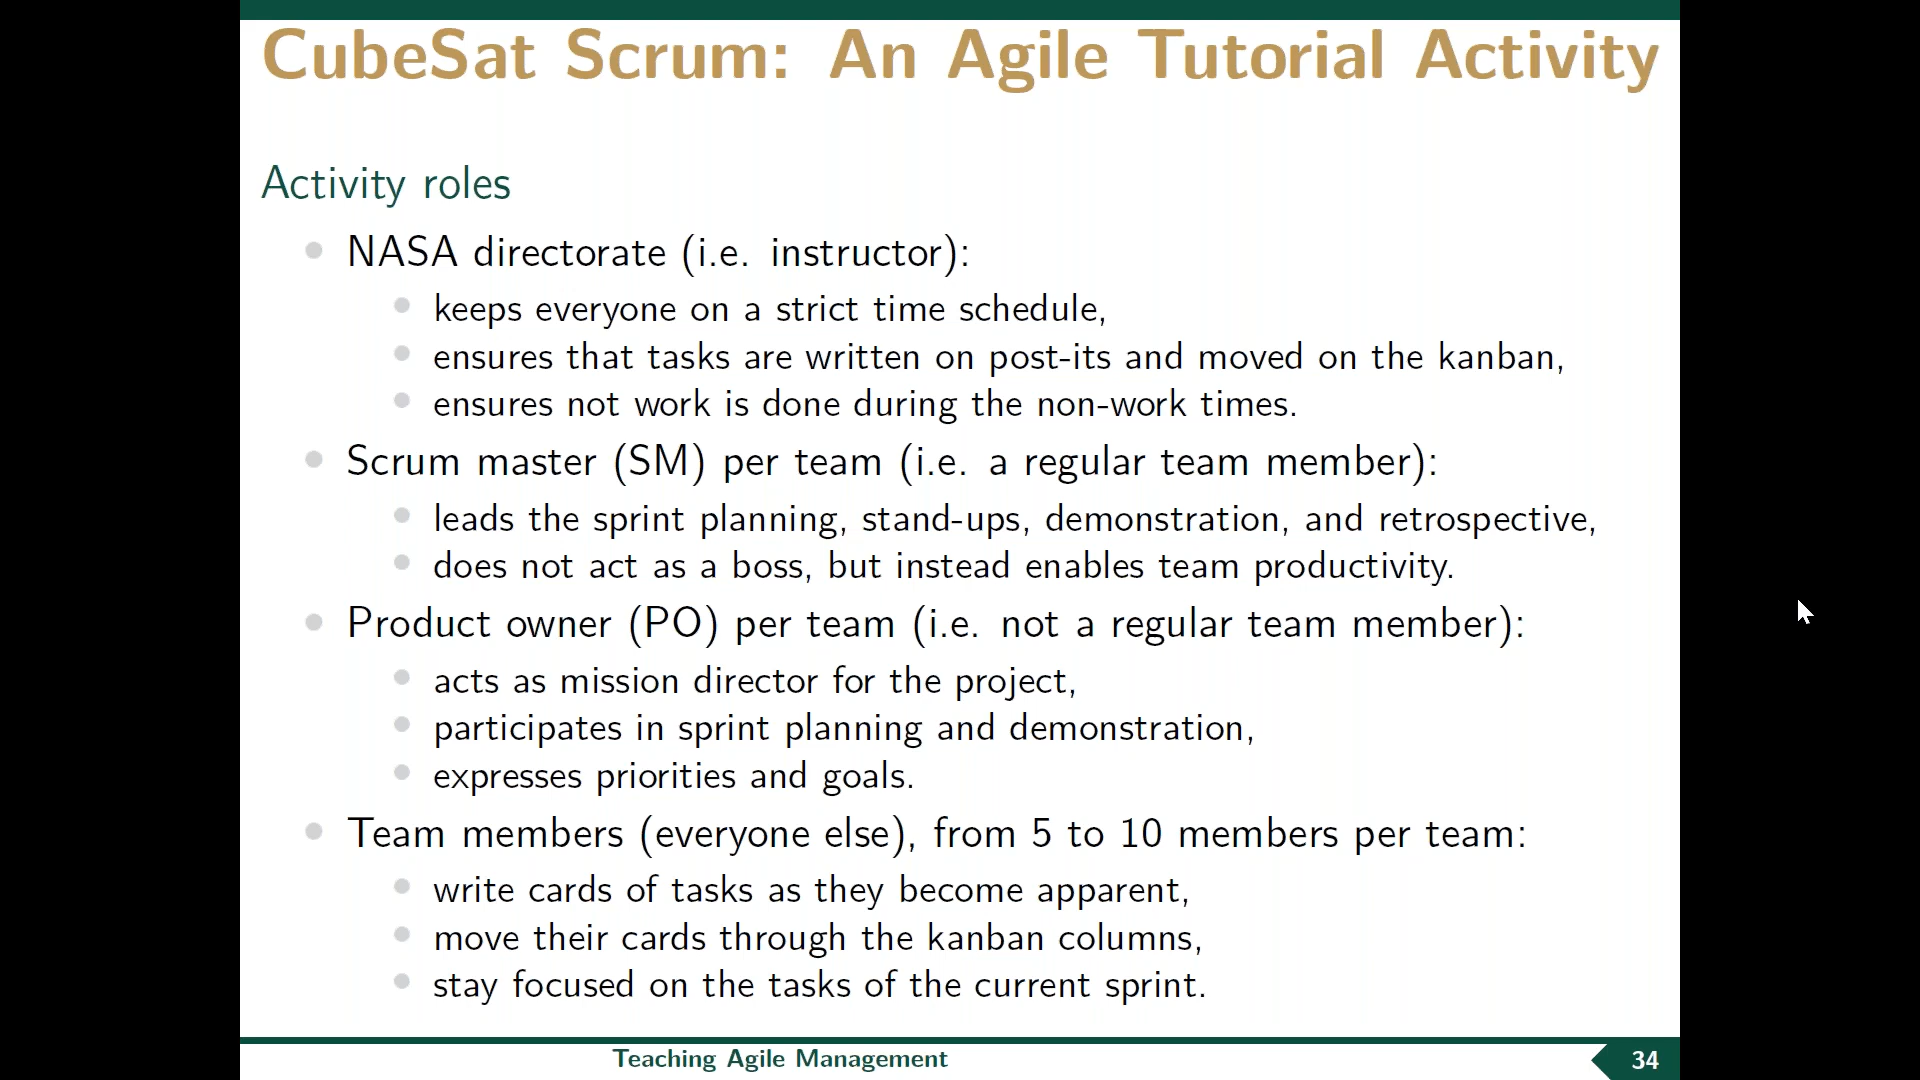 CubeSat Scrum: An Agile Tutorial Activity
Activity roles
NASA directorate (i.e. instructor):
keeps everyone on a strict time schedule,
ensures that tasks are written on post-its and moved on the kanban,
ensures not work is done during the non-work times.
Scrum master (SM) per team (i.e. a regular team member):
leads the sprint planning, stand-ups, demonstration, and retrospective,
does not act as a boss, but instead enables team productivity.
Product owner (PO) per team (i.e. not a regular team member):
acts as mission director for the project,
participates in sprint planning and demonstration,
expresses priorities and goals.
Team members (everyone else), from 5 to 10 members per team:
write cards of tasks as they become apparent,
move their cards through the kanban columns,
stay focused on the tasks of the current sprint.
Teaching Agile Management
34